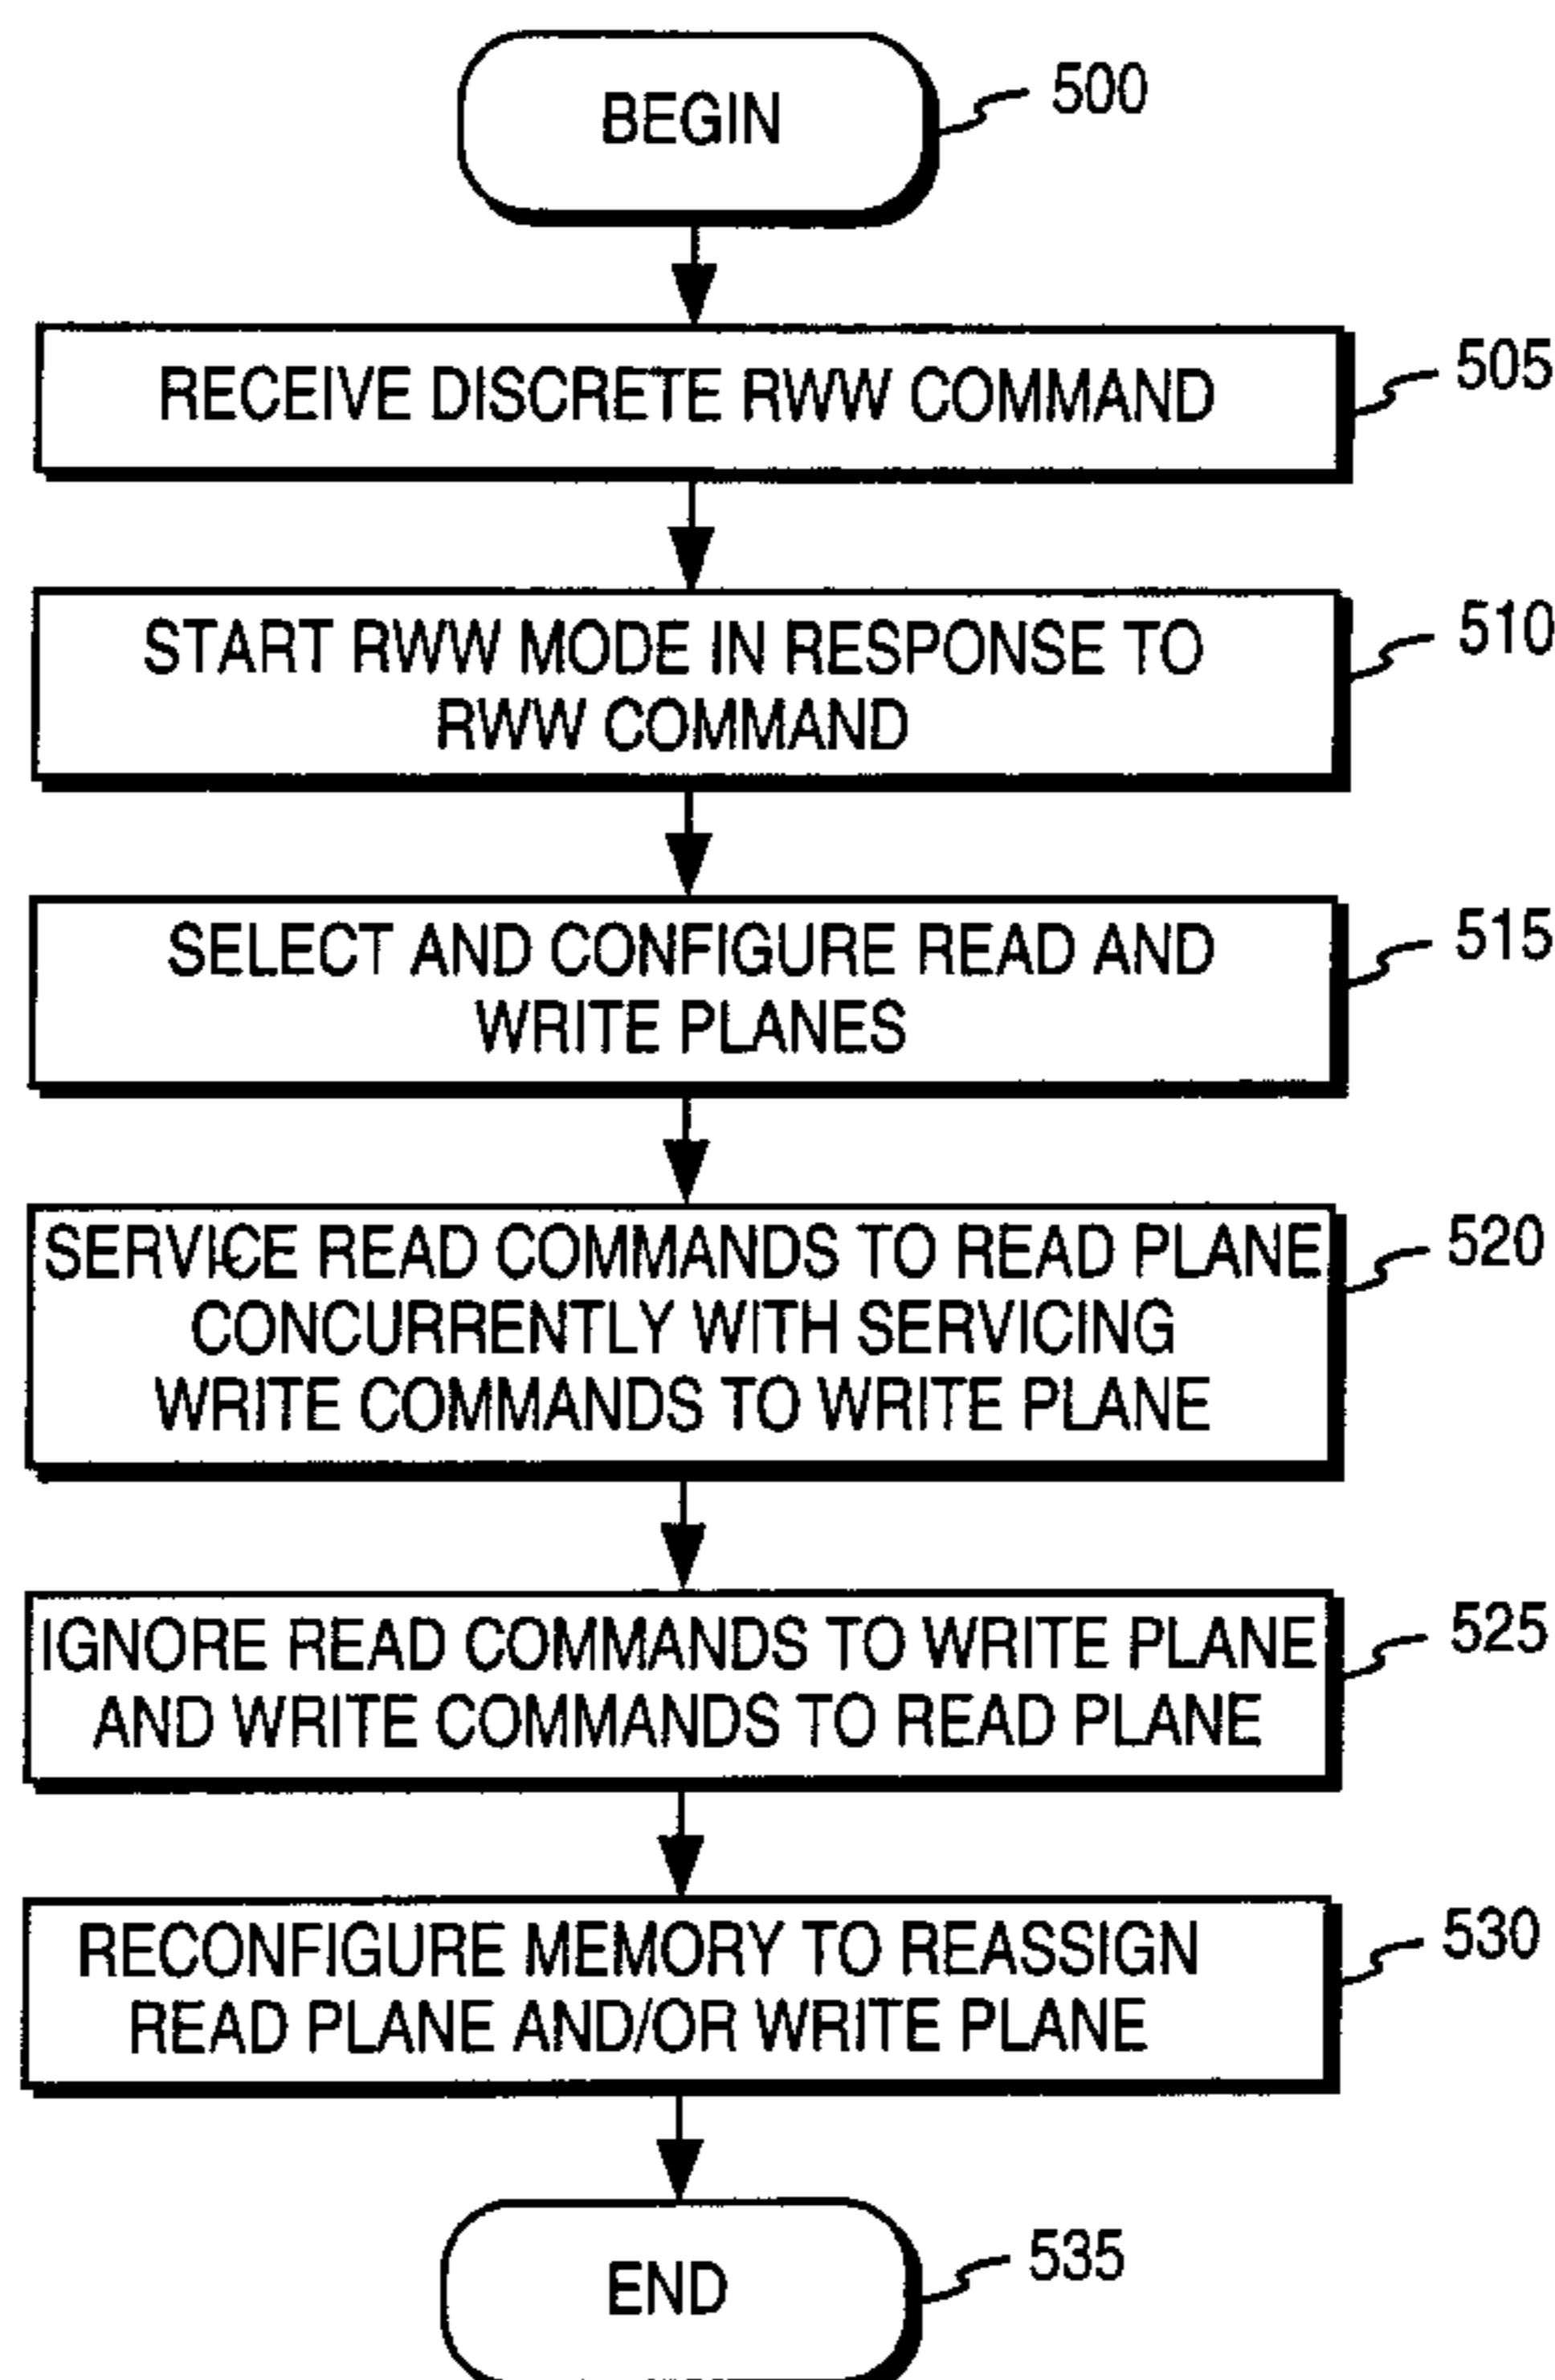 BEGIN
500
RECEIVE DISCRETE RWW COMMAND
505
START RWW MODE IN RESPONSE TO
RWW COMMAND
510
SELECT AND CONFIGURE READ AND
WRITE PLANES
515
SERVICE READ COMMANDS TO READ PLANE
CONCURRENTLY WITH SERVICING
WRITE COMMANDS TO WRITE PLANE
520
IGNORE READ COMMANDS TO WRITE PLANE
AND WRITE COMMANDS TO READ PLANE
525
RECONFIGURE MEMORY TO REASSIGN
READ PLANE AND/OR WRITE PLANE
530
END
535